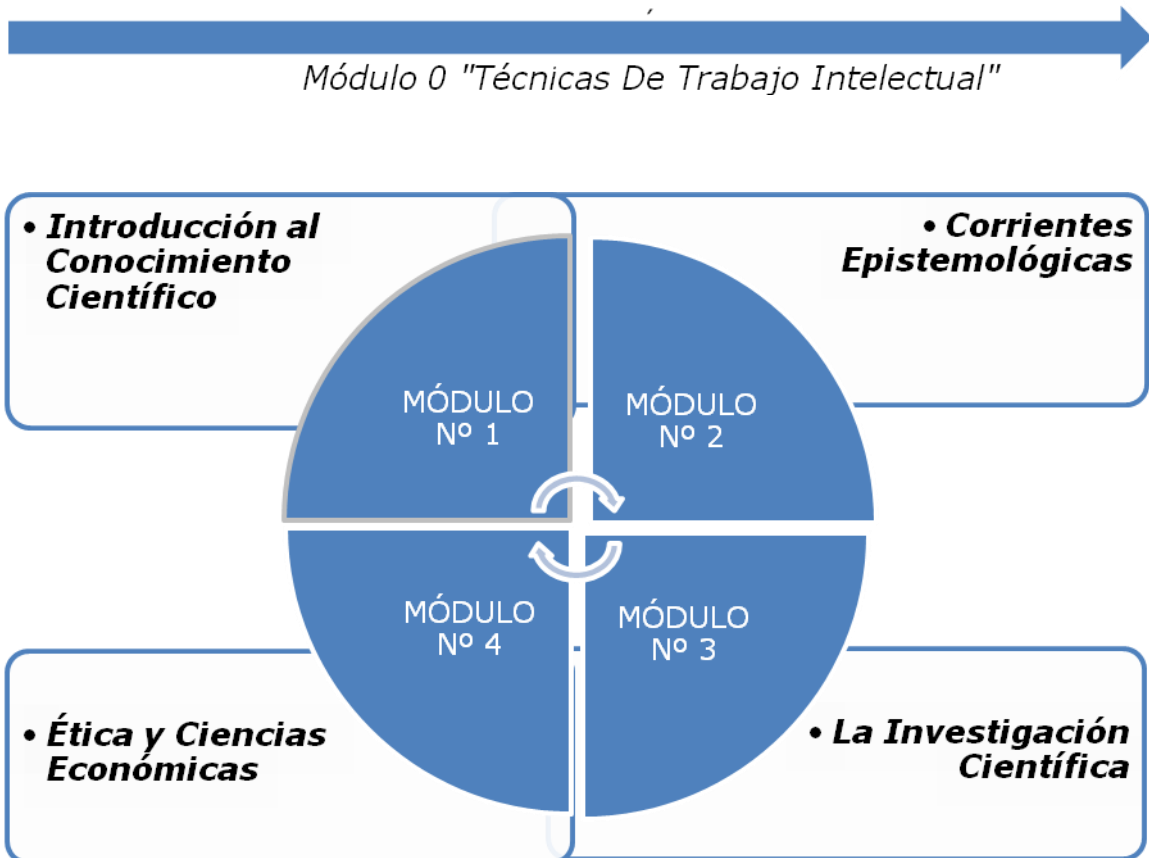 Módulo 0 "Técnicas De Trabajo Intelectual"
• Introducción al
Conocimiento
Científico
• Corrientes
Epistemológicas
MÓDULO
Nº 1
MÓDULO
Nº 2
MÓDULO
Nº 4
MÓDULO
Nº 3
• Ética y Ciencias
Económicas
• La Investigación
Científica